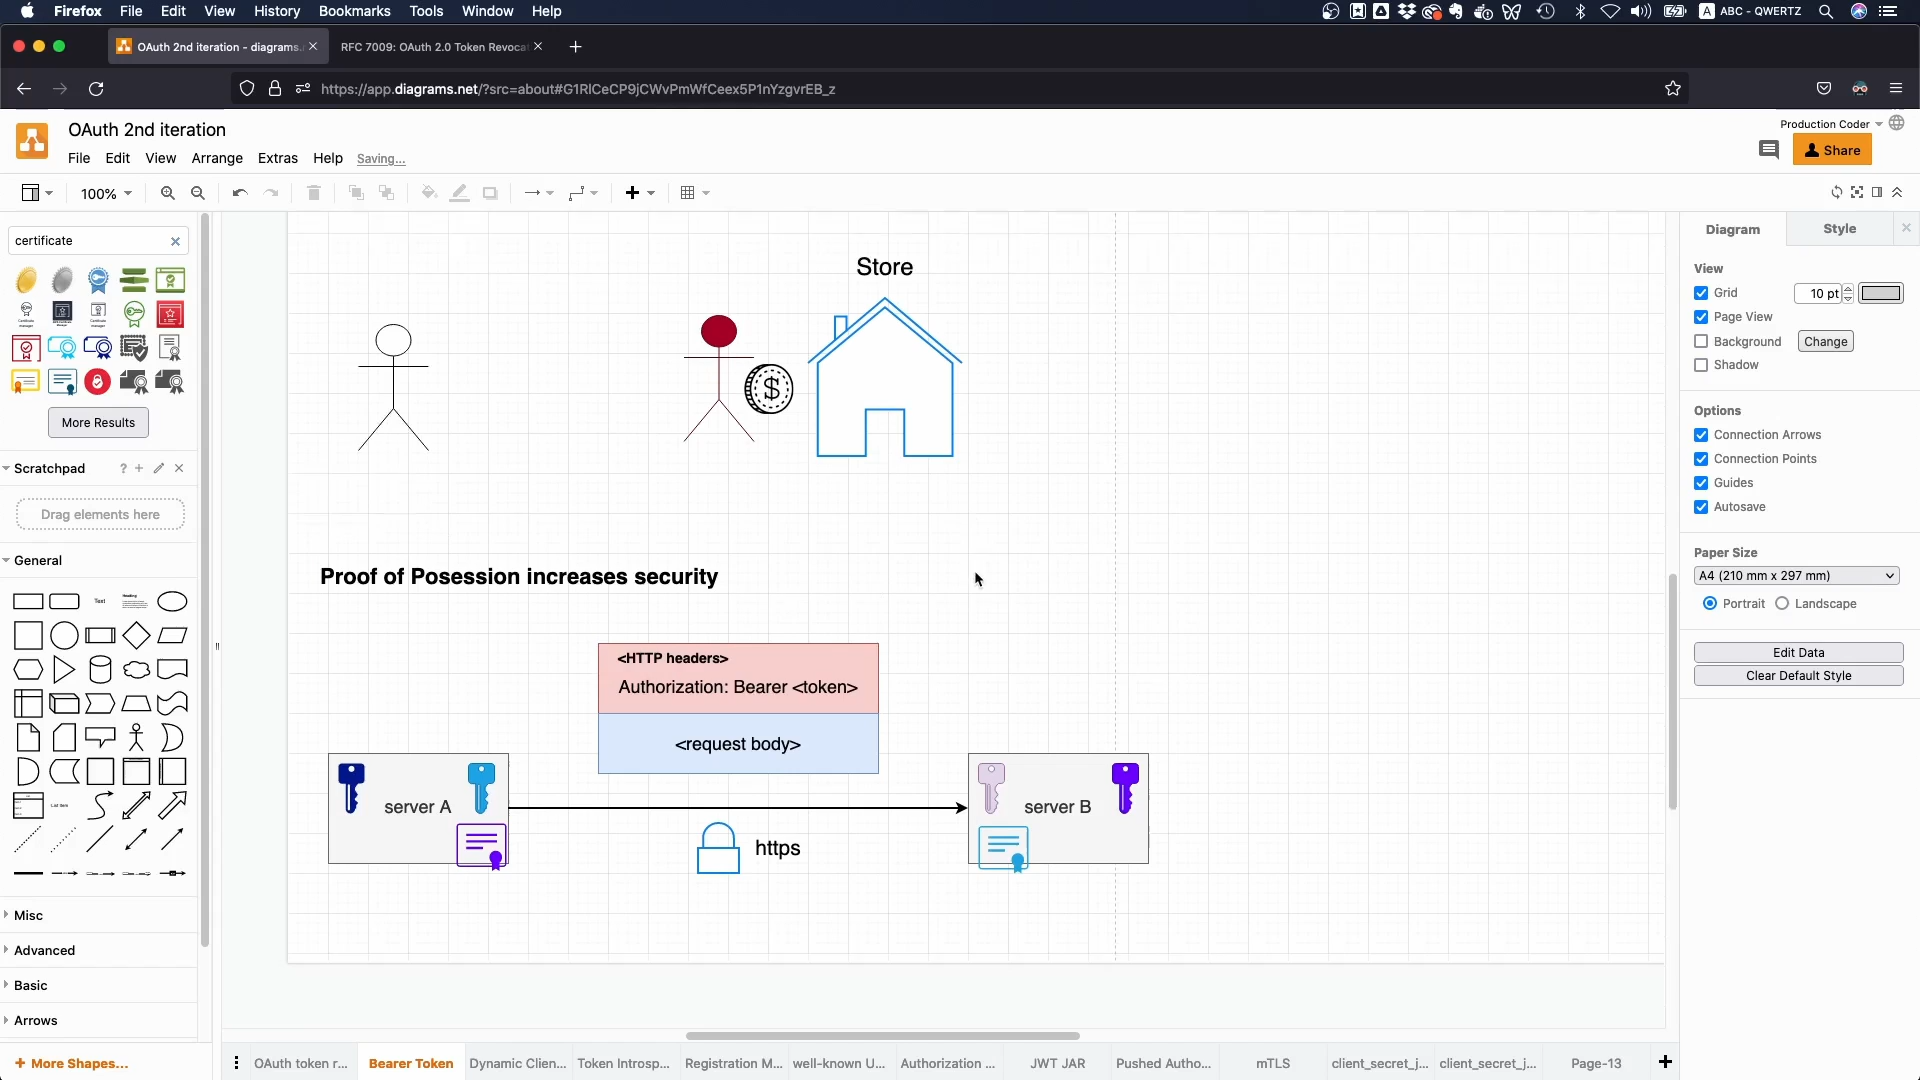 Firefox File Edit View History Bookmarks Tools Window Help
A ABC - QWERTZ
OAuth 2nd iteration - diagrams.
RFC 7009: OAuth 2.0 Token Revoca
https://app.diagrams.net/?src=about#G1RlCeCP9jCWvPmWfCeex5P1nYzgvrEB_z
OAuth 2nd iteration
Production Coder
File Edit View Arrange Extras Help Saving...
Share
100%
certificate
More Results
Scratchpad
?
Drag elements here
General
Text
Heading
List Item
Misc
Advanced
Basic
Arrows
+ More Shapes...
Store
$
Proof of Posession increases security
<HTTP headers>
Authorization: Bearer <token>
<request body>
server A
server B
https
Diagram Style
View
Grid
10 pt
Page View
Background
Change
Shadow
Options
Connection Arrows
Connection Points
Guides
Autosave
Paper Size
A4 (210 mm x 297 mm)
Portrait Landscape
Edit Data
Clear Default Style
OAuth token r... Bearer Token Dynamic Clien... Token Introsp... Registration M... well-known U... Authorization ... JWT JAR Pushed Autho... mTLS client_secret_j... client_secret_j... Page-13